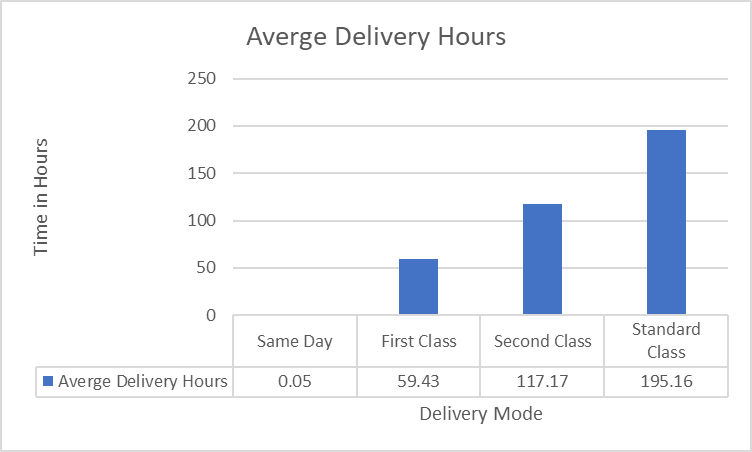 Averge Delivery Hours
250
200
150
100
50
0
Time in Hours
Same Day First Class Second Class Standard
Class
Averge Delivery Hours 0.05 59.43 117.17 195.16
Delivery Mode